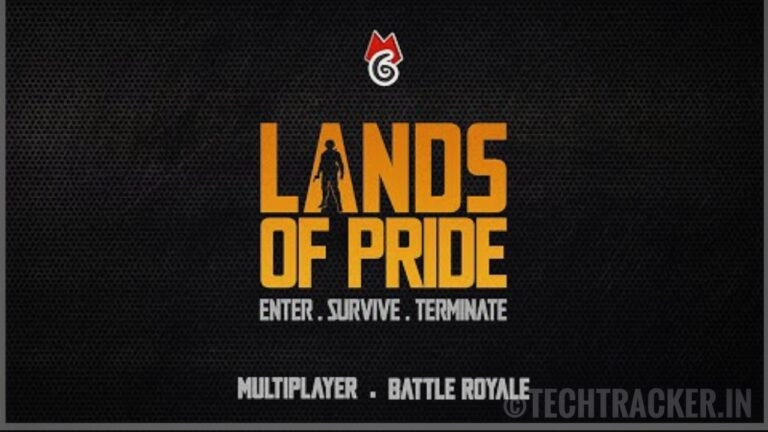 LANDS
OF PRIDE
ENTER . SURVIVE . TERMINATE
MULTIPLAYER . BATTLE ROYALE
©TECHTRACKER.IN